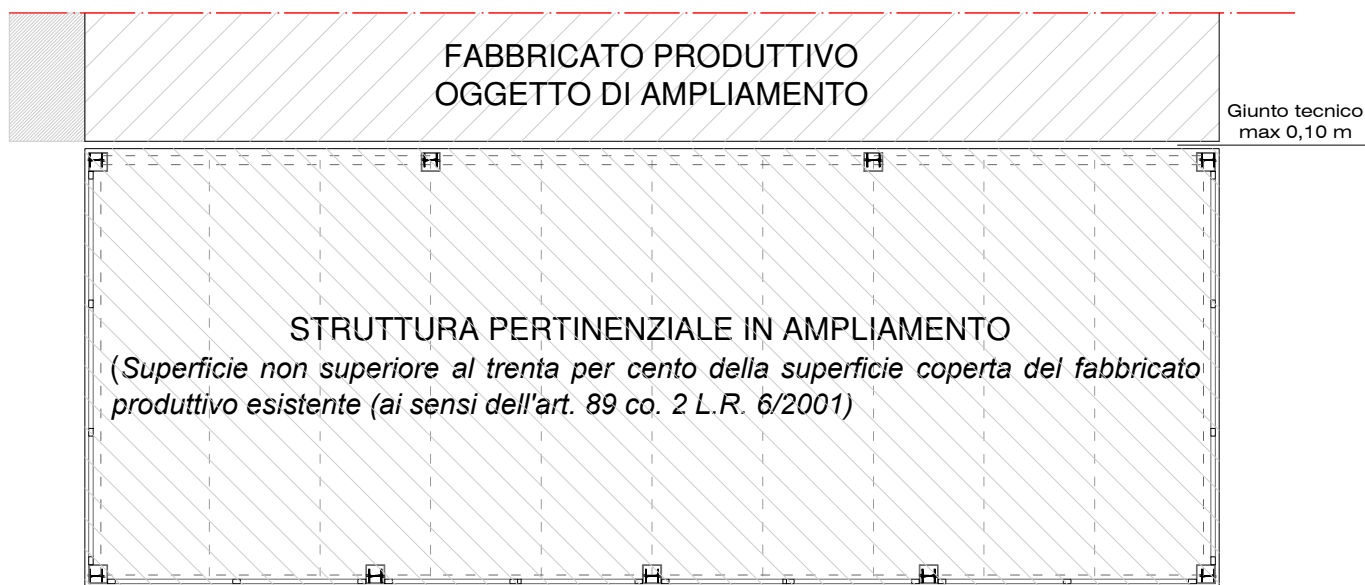 FABBRICATO PRODUTTIVO
OGGETTO DI AMPLIAMENTO
Giunto tecnico
max 0,10 m
STRUTTURA PERTINENZIALE IN AMPLIAMENTO
(Superficie non superiore al trenta per cento della superficie coperta del fabbricato
produttivo esistente (ai sensi dell'art. 89 co. 2 L.R. 6/2001)